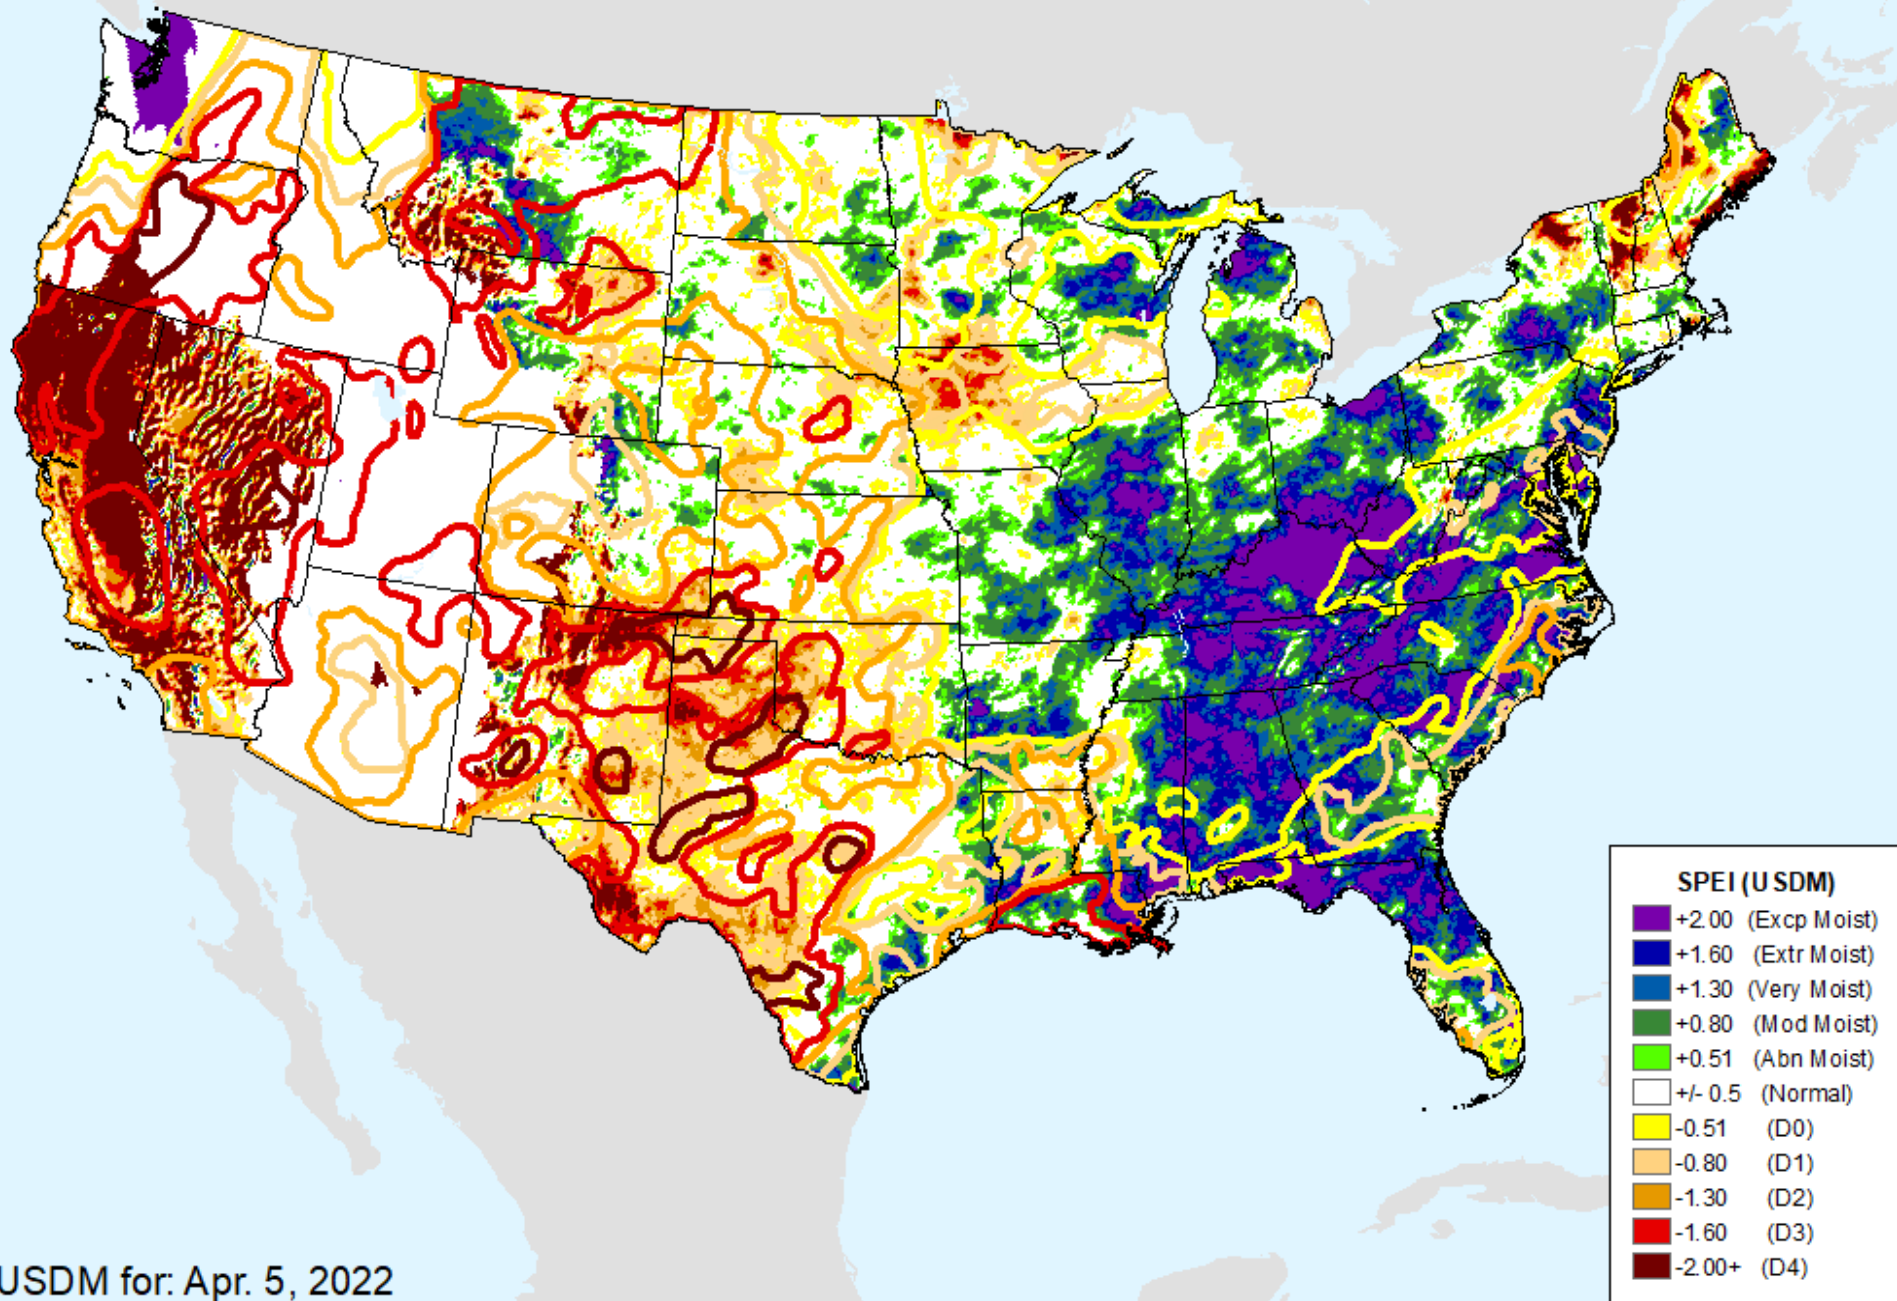 SPEI (USDM)
+2.00 (Excp Moist)
+1.60 (Extr Moist)
+1.30 (Very Moist)
+0.80 (Mod Moist)
+0.51 (Abn Moist)
+/- 0.5 (Normal)
-0.51 (D0)
-0.80 (D1)
-1.30 (D2)
-1.60 (D3)
-2.00+ (D4)
USDM for: Apr. 5, 2022